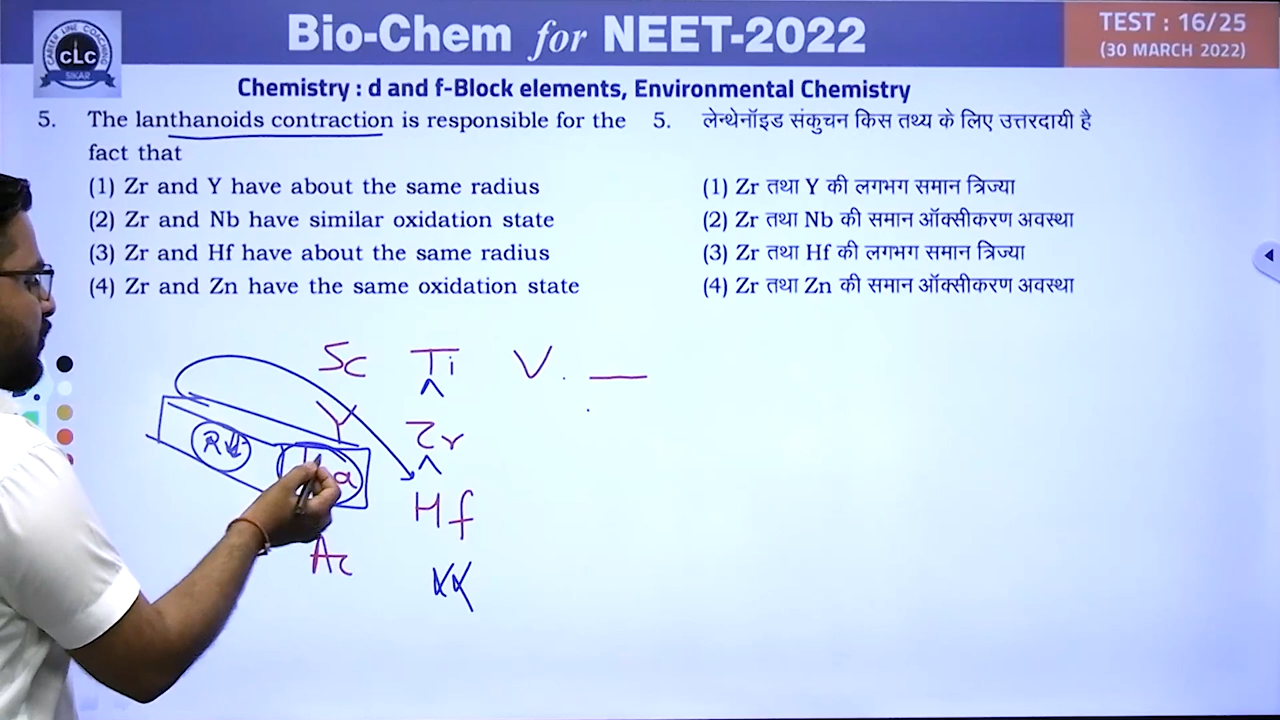 Bio-Chem for NEET-2022
TEST : 16/25
(30 MARCH 2022)
CAREER LINE COACHING
CLC
SIKAR
Chemistry : d and f-Block elements, Environmental Chemistry
5. The lanthanoids contraction is responsible for the
fact that
(1) Zr and Y have about the same radius
(2) Zr and Nb have similar oxidation state
(3) Zr and Hf have about the same radius
(4) Zr and Zn have the same oxidation state
5. लेन्थेनॉइड संकुचन किस तथ्य के लिए उत्तरदायी है
(1) Zr तथा Y की लगभग समान त्रिज्या
(2) Zr तथा Nb की समान ऑक्सीकरण अवस्था
(3) Zr तथा Hf की लगभग समान त्रिज्या
(4) Zr तथा Zn की समान ऑक्सीकरण अवस्था
Sc Ti V
Y Zr
R↓ a
Hf
Ac